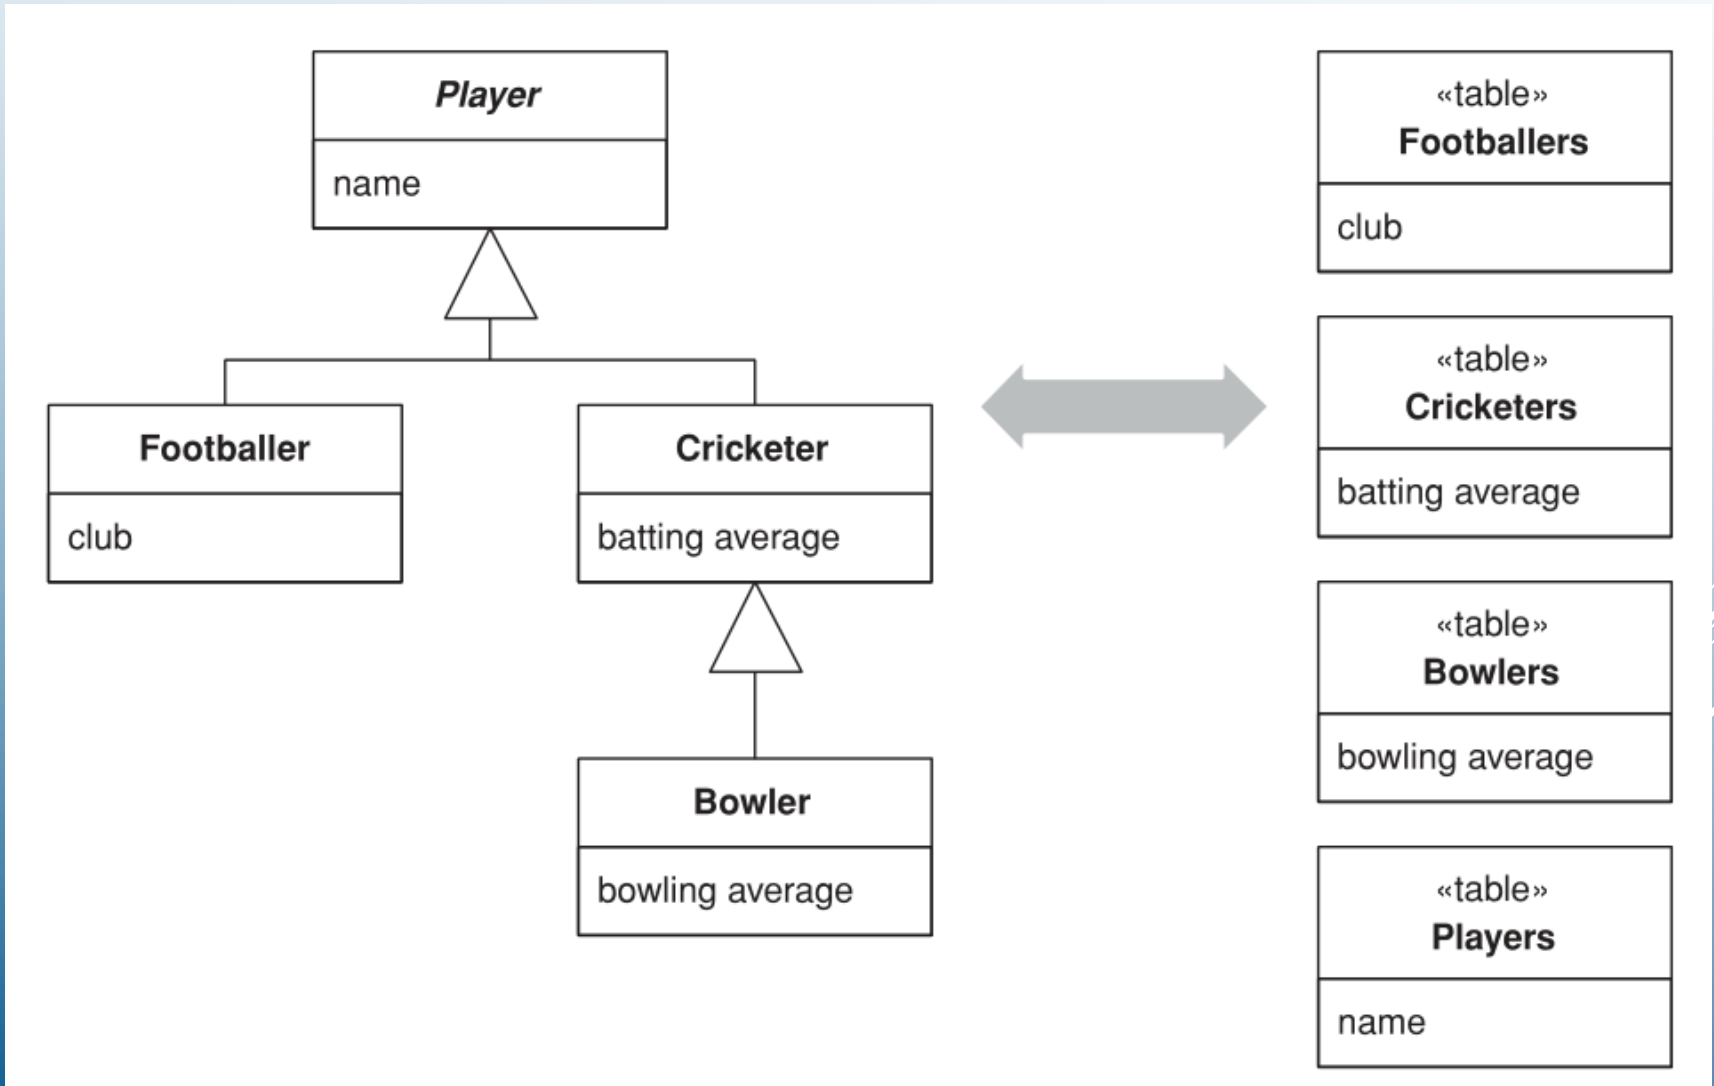 Player
name
Footballer
club
Cricketer
batting average
Bowler
bowling average
«table»
Footballers
club
«table»
Cricketers
batting average
«table»
Bowlers
bowling average
«table»
Players
name